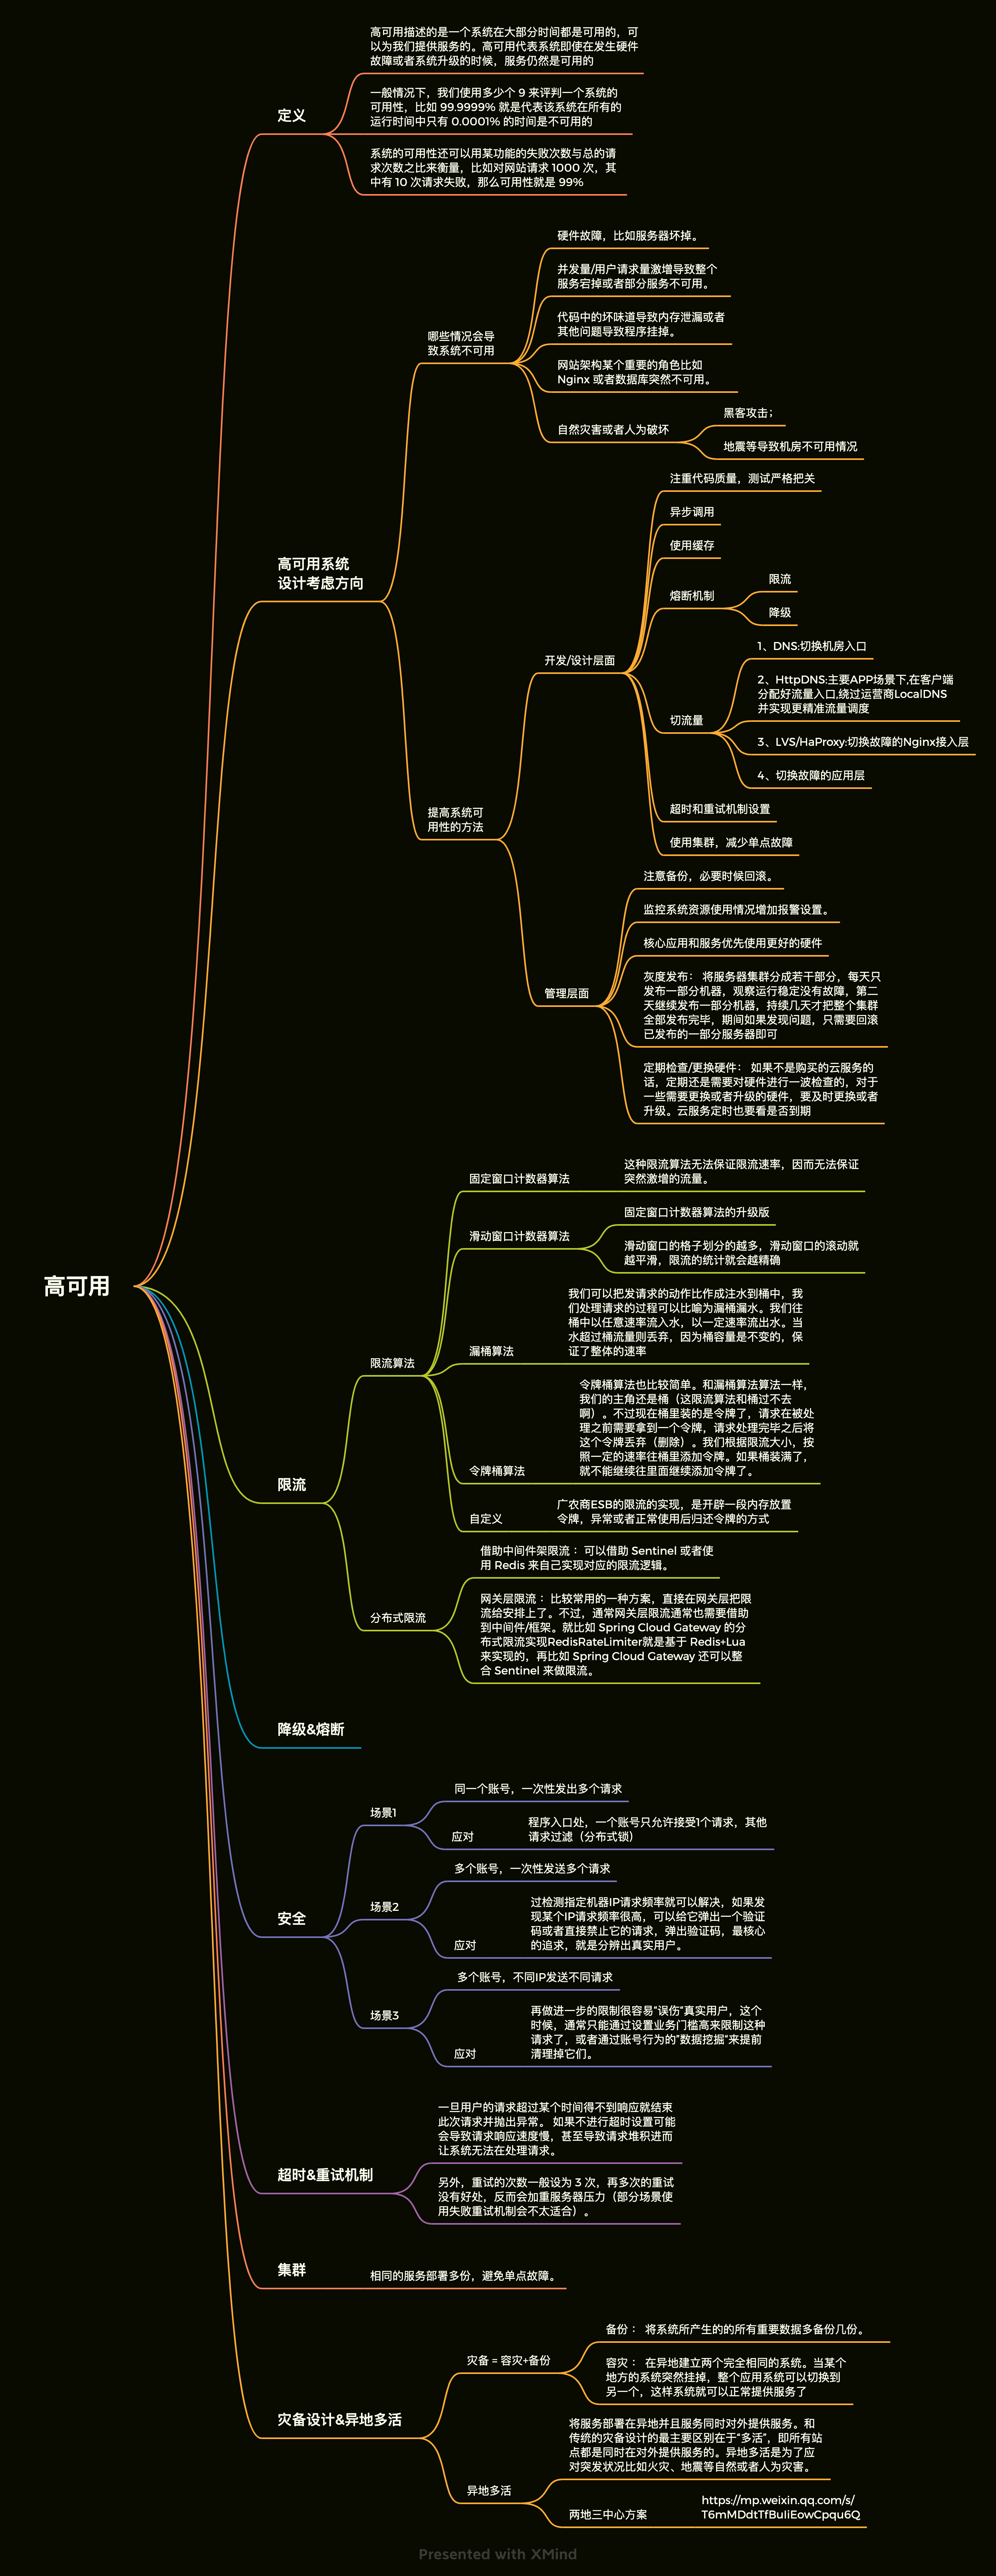 高可用描述的是一个系统在大部分时间都是可用的，可
以为我们提供服务的。高可用代表系统即使在发生硬件
故障或者系统升级的时候，服务仍然是可用的
定义
一般情况下，我们使用多少个 9 来评判一个系统的
可用性，比如 99.9999% 就是代表该系统在所有的
运行时间中只有 0.0001% 的时间是不可用的
系统的可用性还可以用某功能的失败次数与总的请
求次数之比来衡量，比如对网站请求 1000 次，其
中有 10 次请求失败，那么可用性就是 99%
高可用系统
设计考虑方向
哪些情况会导
致系统不可用
硬件故障，比如服务器坏掉。
并发量/用户请求量激增导致整个
服务宕掉或者部分服务不可用。
代码中的坏味道导致内存泄漏或者
其他问题导致程序挂掉。
网站架构某个重要的角色比如
Nginx 或者数据库突然不可用。
自然灾害或者人为破坏
黑客攻击；
地震等导致机房不可用情况
提高系统可
用性的方法
开发/设计层面
注重代码质量，测试严格把关
异步调用
使用缓存
熔断机制
限流
降级
切流量
1、DNS:切换机房入口
2、HttpDNS:主要APP场景下,在客户端
分配好流量入口,绕过运营商LocalDNS
并实现更精准流量调度
3、LVS/HaProxy:切换故障的Nginx接入层
4、切换故障的应用层
超时和重试机制设置
使用集群，减少单点故障
管理层面
注意备份，必要时候回滚。
监控系统资源使用情况增加报警设置。
核心应用和服务优先使用更好的硬件
灰度发布： 将服务器集群分成若干部分，每天只
发布一部分机器，观察运行稳定没有故障，第二
天继续发布一部分机器，持续几天才把整个集群
全部发布完毕，期间如果发现问题，只需要回滚
已发布的一部分服务器即可
定期检查/更换硬件： 如果不是购买的云服务的
话，定期还是需要对硬件进行一波检查的，对于
一些需要更换或者升级的硬件，要及时更换或者
升级。云服务定时也要看是否到期
高可用
限流
限流算法
固定窗口计数器算法
这种限流算法无法保证限流速率，因而无法保证
突然激增的流量。
滑动窗口计数器算法
固定窗口计数器算法的升级版
滑动窗口的格子划分的越多，滑动窗口的滚动就
越平滑，限流的统计就会越精确
漏桶算法
我们可以把发请求的动作比作成注水到桶中，我
们处理请求的过程可以比喻为漏桶漏水。我们往
桶中以任意速率流入水，以一定速率流出水。当
水超过桶流量则丢弃，因为桶容量是不变的，保
证了整体的速率
令牌桶算法
令牌桶算法也比较简单。和漏桶算法算法一样，
我们的主角还是桶（这限流算法和桶过不去
啊）。不过现在桶里装的是令牌了，请求在被处
理之前需要拿到一个令牌，请求处理完毕之后将
这个令牌丢弃（删除）。我们根据限流大小，按
照一定的速率往桶里添加令牌。如果桶装满了，
就不能继续往里面继续添加令牌了。
自定义
广农商ESB的限流的实现，是开辟一段内存放置
令牌，异常或者正常使用后归还令牌的方式
分布式限流
借助中间件架限流 ：可以借助 Sentinel 或者使
用 Redis 来自己实现对应的限流逻辑。
网关层限流 ：比较常用的一种方案，直接在网关层把限
流给安排上了。不过，通常网关层限流通常也需要借助
到中间件/框架。就比如 Spring Cloud Gateway 的分
布式限流实现RedisRateLimiter就是基于 Redis+Lua
来实现的，再比如 Spring Cloud Gateway 还可以整
合 Sentinel 来做限流。
降级&熔断
安全
场景1
同一个账号，一次性发出多个请求
应对
程序入口处，一个账号只允许接受1个请求，其他
请求过滤（分布式锁）
场景2
多个账号，一次性发送多个请求
应对
过检测指定机器IP请求频率就可以解决，如果发
现某个IP请求频率很高，可以给它弹出一个验证
码或者直接禁止它的请求，弹出验证码，最核心
的追求，就是分辨出真实用户。
场景3
多个账号，不同IP发送不同请求
应对
再做进一步的限制很容易"误伤"真实用户，这个
时候，通常只能通过设置业务门槛高来限制这种
请求了，或者通过账号行为的"数据挖掘"来提前
清理掉它们。
超时&重试机制
一旦用户的请求超过某个时间得不到响应就结束
此次请求并抛出异常。 如果不进行超时设置可能
会导致请求响应速度慢，甚至导致请求堆积进而
让系统无法在处理请求。
另外，重试的次数一般设为 3 次，再多次的重试
没有好处，反而会加重服务器压力（部分场景使
用失败重试机制会不太适合）。
集群
相同的服务部署多份，避免单点故障。
灾备设计&异地多活
灾备 = 容灾+备份
备份 ： 将系统所产生的的所有重要数据多备份几份。
容灾 ： 在异地建立两个完全相同的系统。当某个
地方的系统突然挂掉，整个应用系统可以切换到
另一个，这样系统就可以正常提供服务了
异地多活
将服务部署在异地并且服务同时对外提供服务。和
传统的灾备设计的最主要区别在于“多活”，即所有站
点都是同时在对外提供服务的。异地多活是为了应
对突发状况比如火灾、地震等自然或者人为灾害。
两地三中心方案
https://mp.weixin.qq.com/s/
T6mMDdtTfBuIiEowCpqu6Q
Presented with XMind